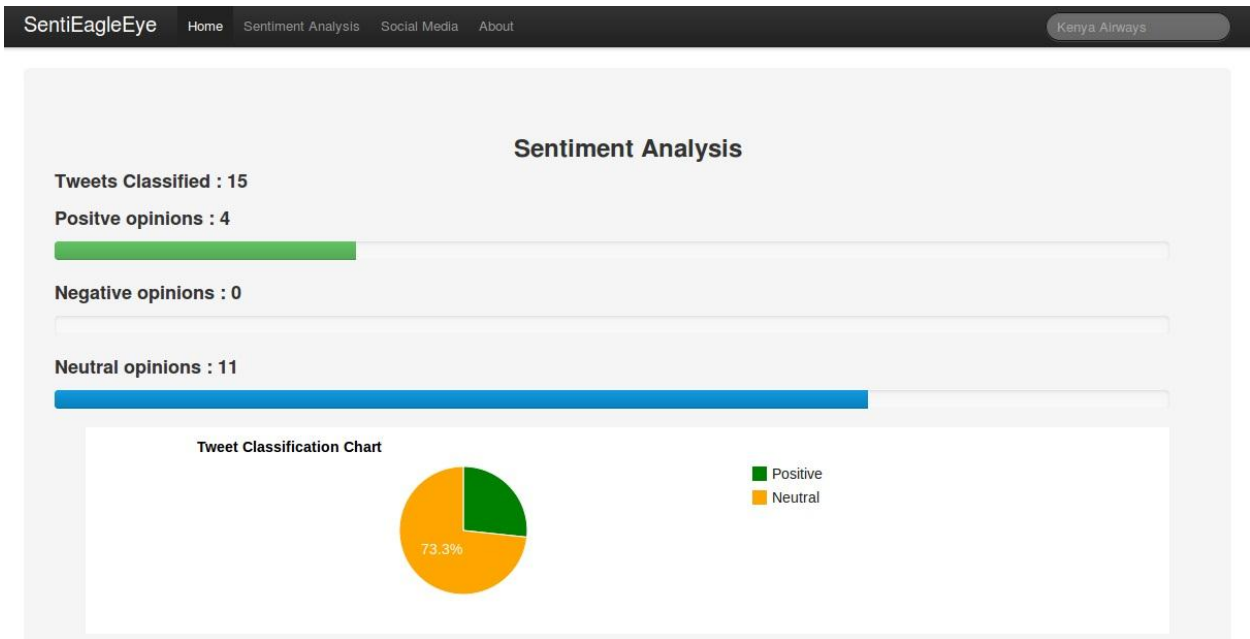 SentiEagleEye Home Sentiment Analysis Social Media About Kenya Airways
Sentiment Analysis
Tweets Classified : 15
Positve opinions : 4
Negative opinions : 0
Neutral opinions : 11
Tweet Classification Chart
Positive
Neutral
73.3%